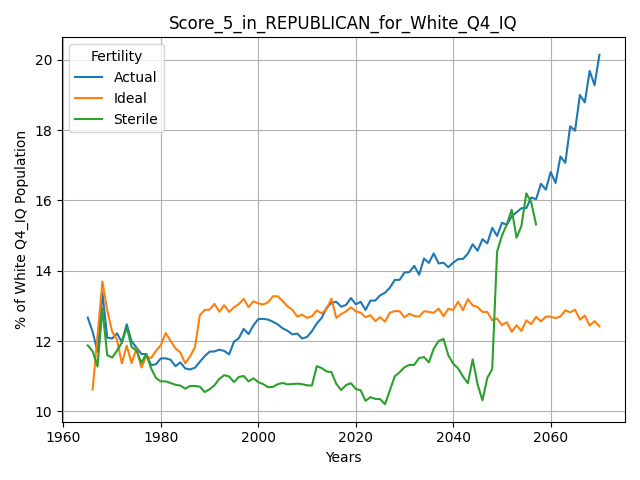 Score_5_in_REPUBLICAN_for_White_Q4_IQ
% of White Q4_IQ Population
20
18
16
14
12
10
Fertility
Actual
Ideal
Sterile
1960
1980
2000
2020
2040
2060
Years